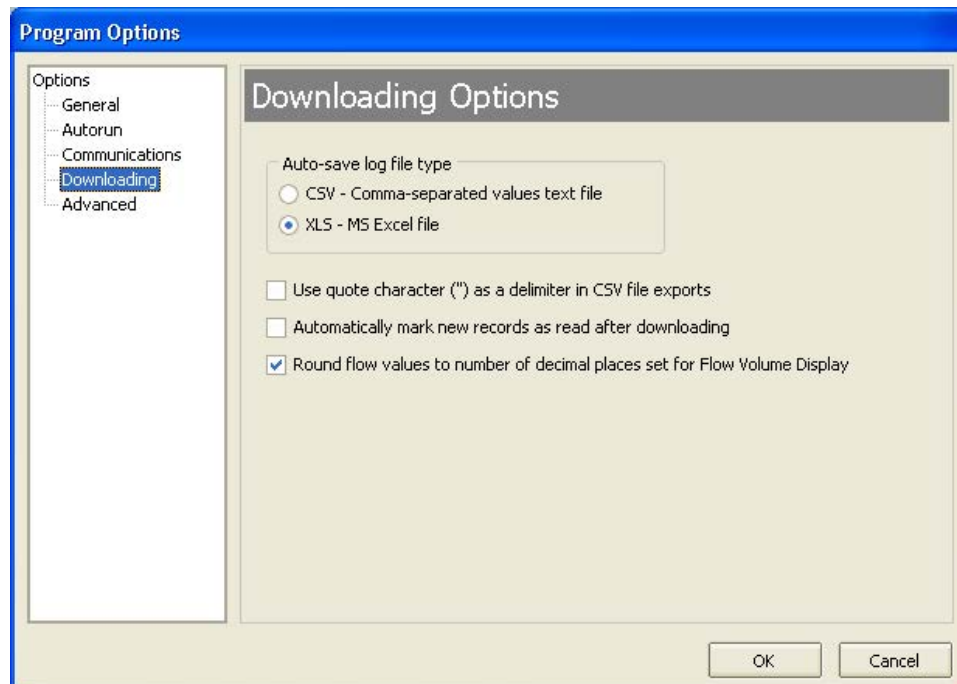 Program Options
Options
General
Autorun
Communications
Downloading
Advanced
Downloading Options
Auto-save log file type
CSV - Comma-separated values text file
XLS - MS Excel file
Use quote character (") as a delimiter in CSV file exports
Automatically mark new records as read after downloading
Round flow values to number of decimal places set for Flow Volume Display
OK
Cancel